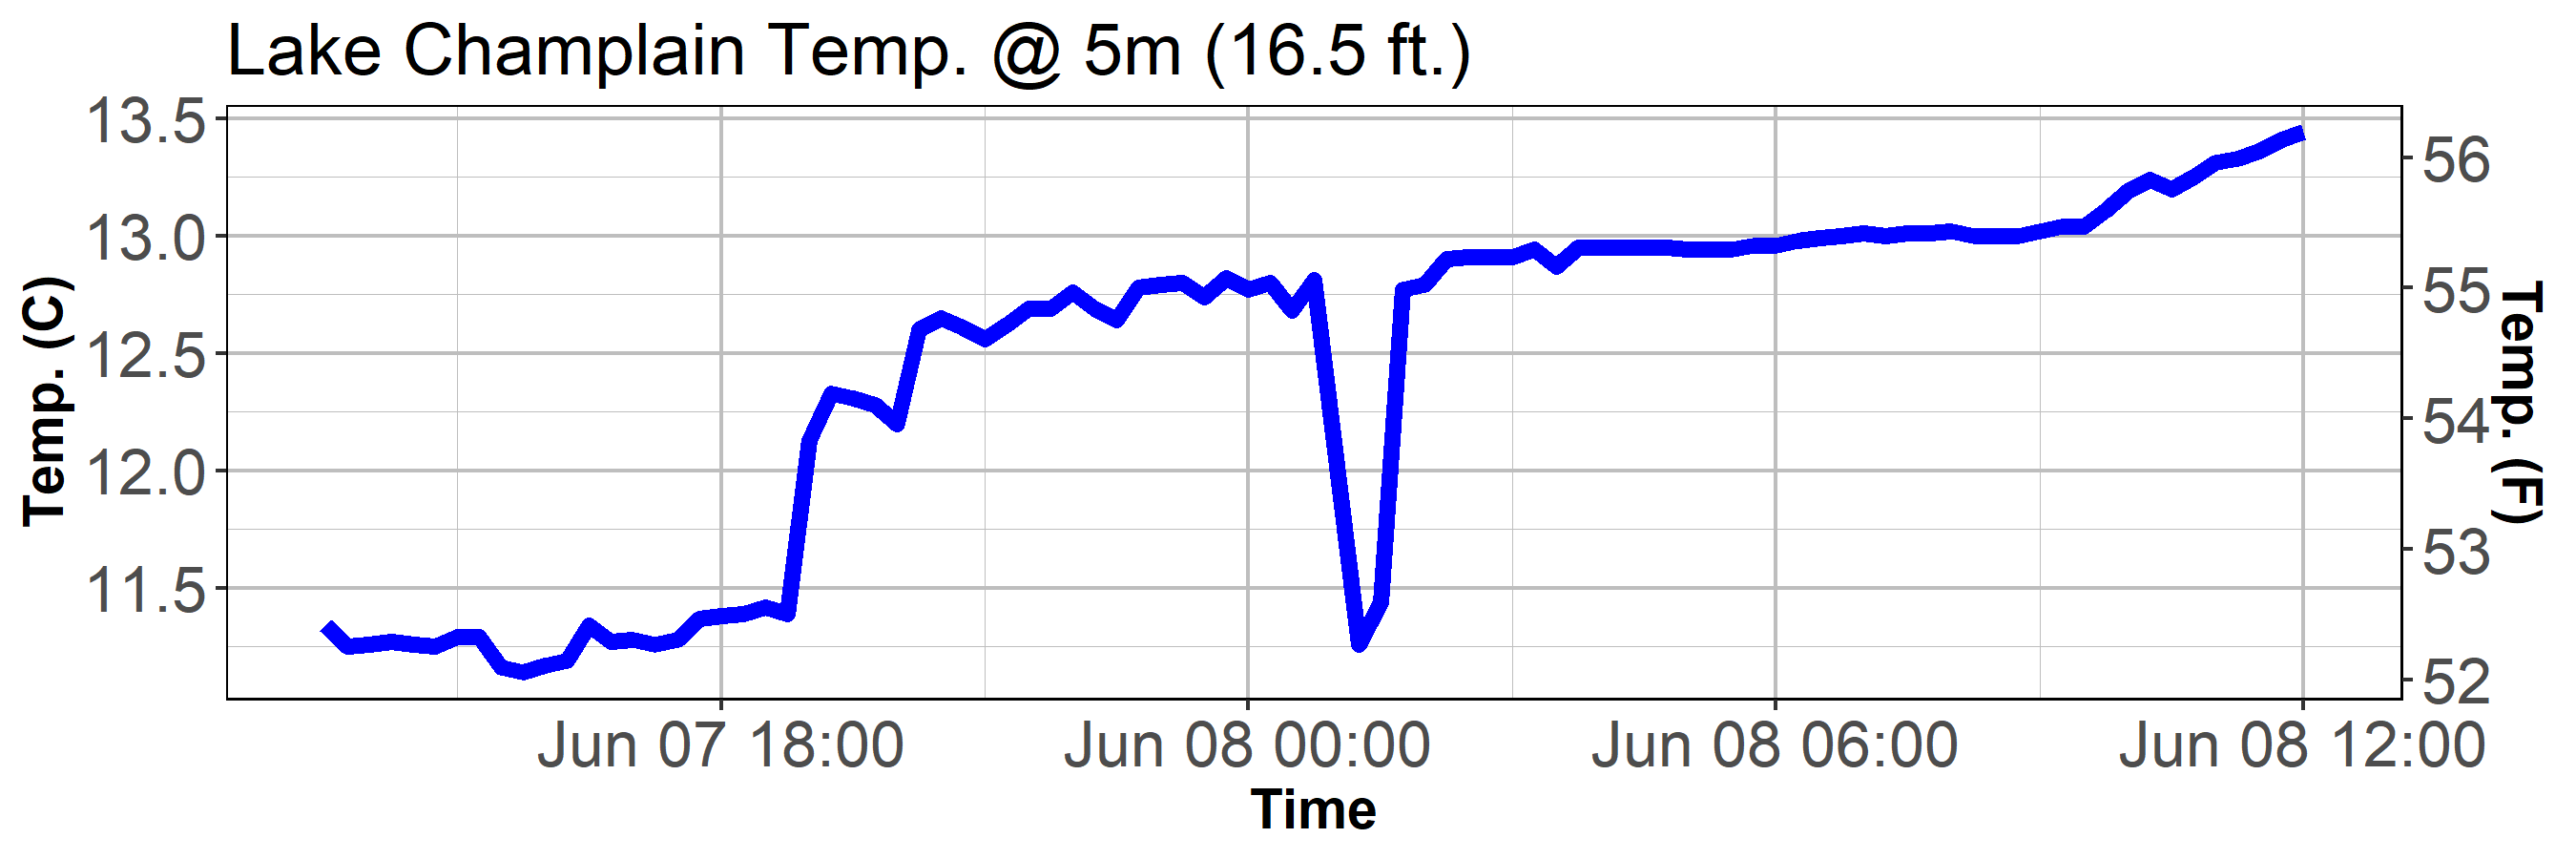 Lake Champlain Temp. @ 5m (16.5 ft.)
13.5
13.0
12.5
12.0
11.5
Temp. (C)
56
55
54
53
52
Temp. (F)
Jun 07 18:00
Jun 08 00:00
Jun 08 06:00
Jun 08 12:00
Time